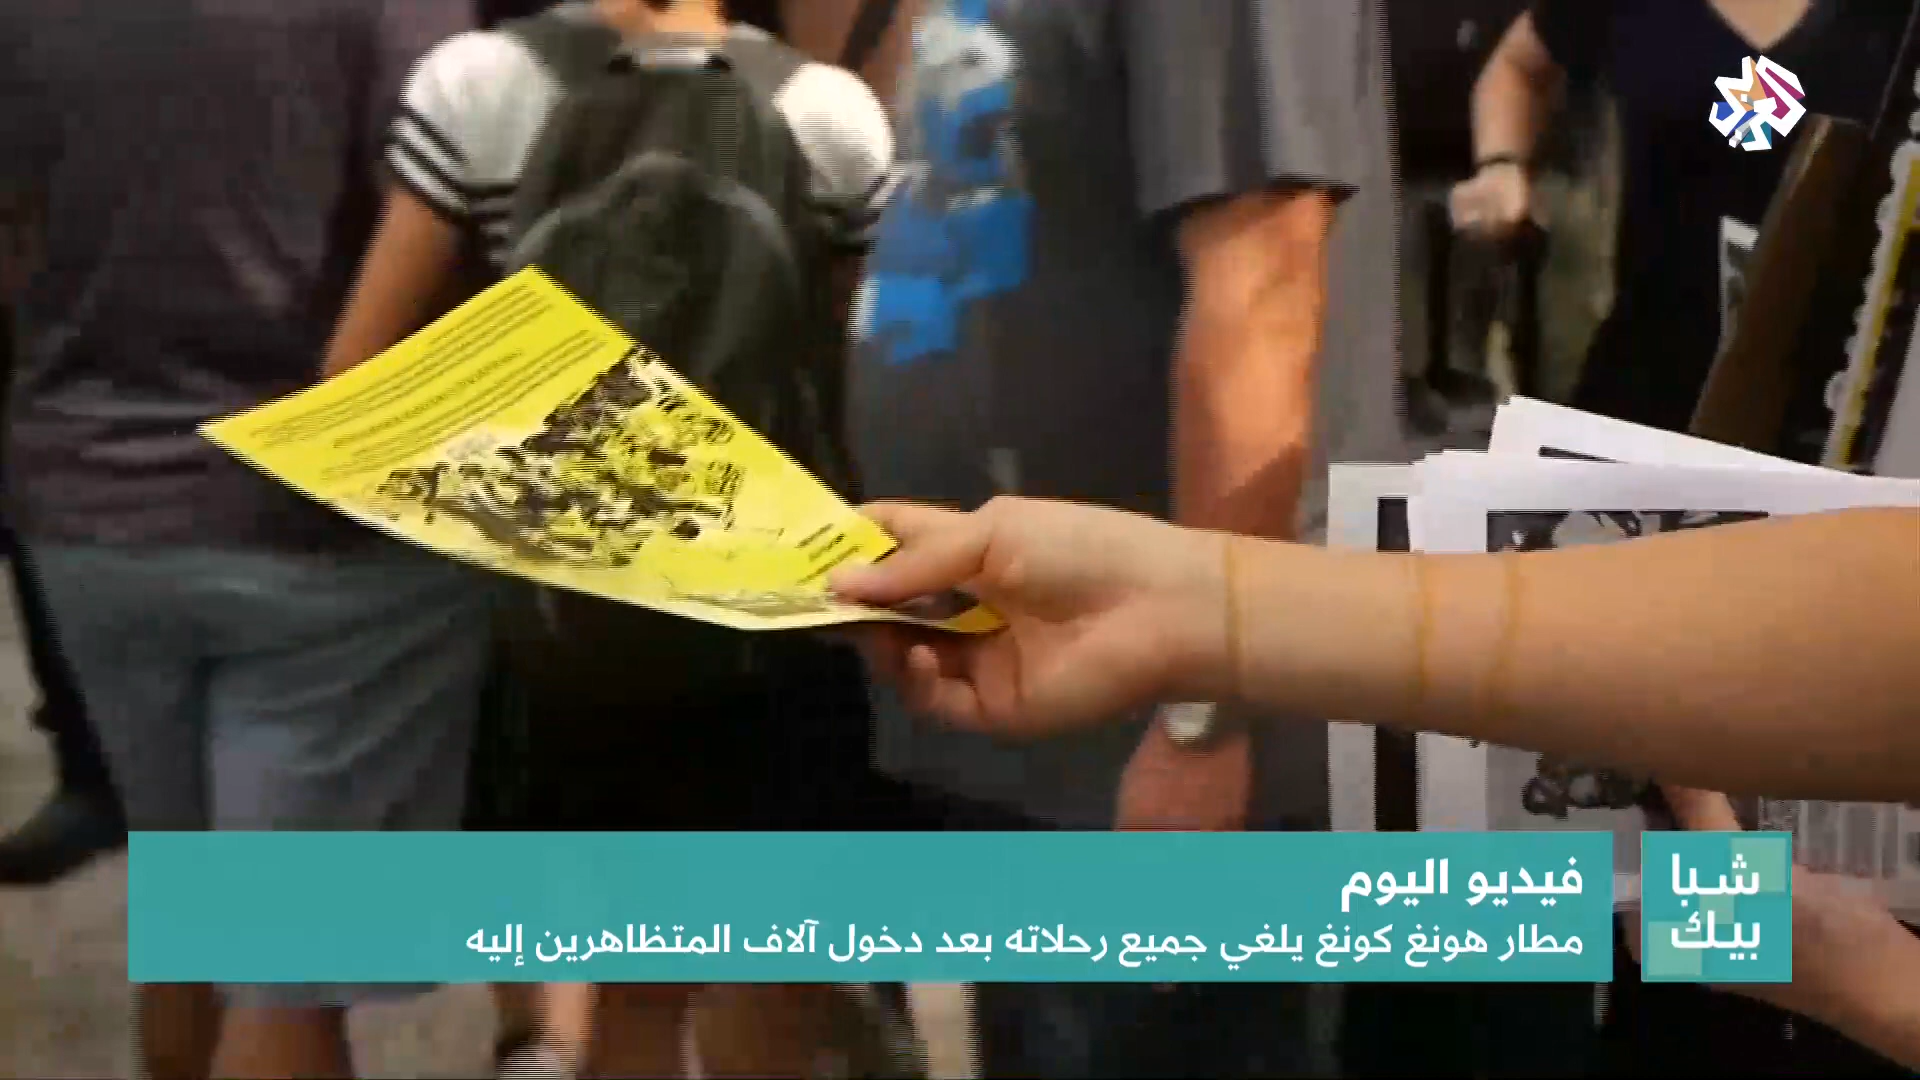 فيديو اليوم
مطار هونغ كونغ يلغي جميع رحلاته بعد دخول آلاف المتظاهرين إليه
شبا
بيك